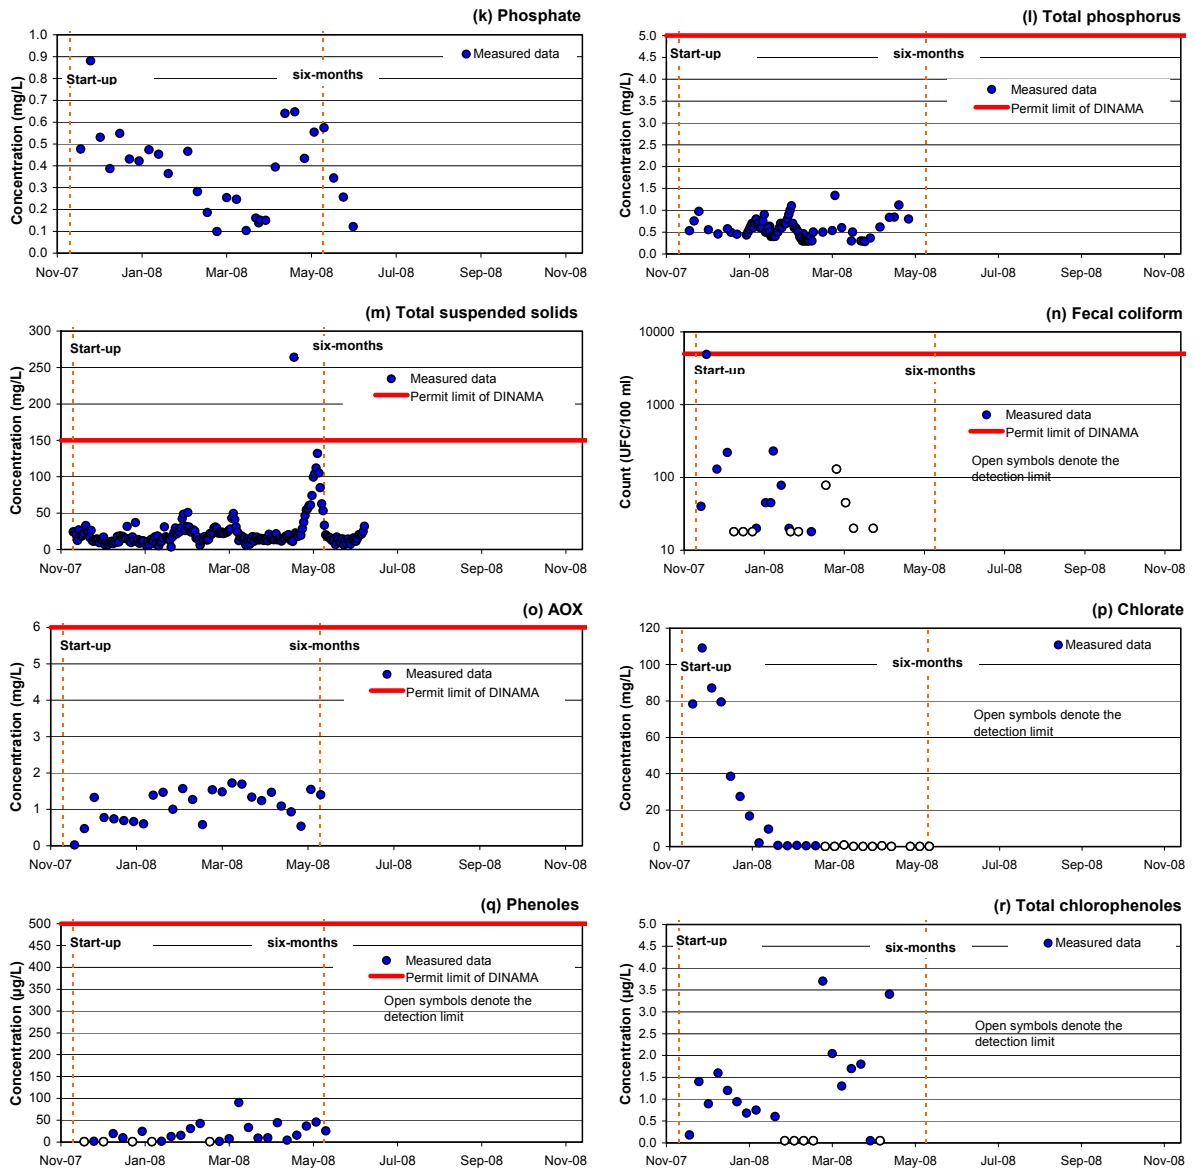 (k) Phosphate
1.0
0.9
0.8
0.7
0.6
0.5
0.4
0.3
0.2
0.1
0.0
Concentration (mg/L)
Measured data
Start-up
six-months
Nov-07 Jan-08 Mar-08 May-08 Jul-08 Sep-08 Nov-08
(l) Total phosphorus
5.0
4.5
4.0
3.5
3.0
2.5
2.0
1.5
1.0
0.5
0.0
Concentration (mg/L)
Start-up
six-months
Measured data
Permit limit of DINAMA
Nov-07 Jan-08 Mar-08 May-08 Jul-08 Sep-08 Nov-08
(m) Total suspended solids
300
250
200
150
100
50
0
Concentration (mg/L)
Start-up
six-months
Measured data
Permit limit of DINAMA
Nov-07 Jan-08 Mar-08 May-08 Jul-08 Sep-08 Nov-08
(n) Fecal coliform
10000
1000
100
10
Count (UFC/100 ml)
Start-up
six-months
Measured data
Permit limit of DINAMA
Open symbols denote the
detection limit
Nov-07 Jan-08 Mar-08 May-08 Jul-08 Sep-08 Nov-08
(o) AOX
6
5
4
3
2
1
0
Concentration (mg/L)
Start-up
six-months
Measured data
Permit limit of DINAMA
Nov-07 Jan-08 Mar-08 May-08 Jul-08 Sep-08 Nov-08
(p) Chlorate
120
100
80
60
40
20
0
Concentration (mg/L)
Measured data
Start-up
six-months
Open symbols denote the
detection limit
Nov-07 Jan-08 Mar-08 May-08 Jul-08 Sep-08 Nov-08
(q) Phenoles
500
450
400
350
300
250
200
150
100
50
0
Concentration (µg/L)
Start-up
six-months
Measured data
Permit limit of DINAMA
Open symbols denote the
detection limit
Nov-07 Jan-08 Mar-08 May-08 Jul-08 Sep-08 Nov-08
(r) Total chlorophenoles
5.0
4.5
4.0
3.5
3.0
2.5
2.0
1.5
1.0
0.5
0.0
Concentration (µg/L)
Start-up
six-months
Measured data
Open symbols denote the
detection limit
Nov-07 Jan-08 Mar-08 May-08 Jul-08 Sep-08 Nov-08